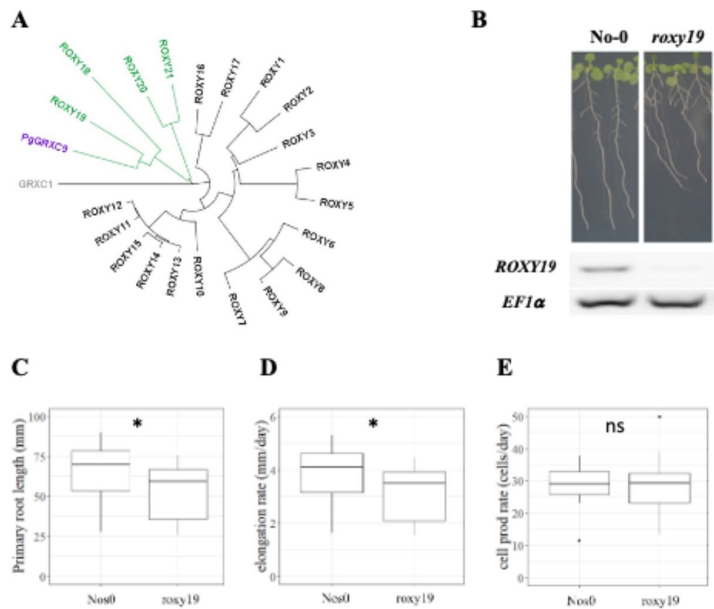 A
ROXY18
ROXY20
ROXY21
ROXY16
ROXY17
ROXY1
ROXY2
ROXY3
ROXY4
ROXY5
ROXY6
ROXY8
ROXY9
ROXY7
ROXY10
ROXY13
ROXY14
ROXY15
ROXY11
ROXY12
GRXC1
PgGRXC9
ROXY19
B
No-0 roxy19
ROXY19
EF1α
C
Primary root length (mm)
100
75
50
25
0
Nos0 roxy19
*
D
elongation rate (mm/day)
6
4
2
0
Nos0 roxy19
*
E
cell prod rate (cells/day)
50
40
30
20
10
0
Nos0 roxy19
ns